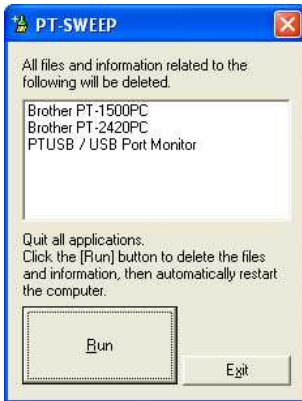 PT-SWEEP
All files and information related to the
following will be deleted.
Brother PT-1500PC
Brother PT-2420PC
PTUSB / USB Port Monitor
Quit all applications.
Click the [Run] button to delete the files
and information, then automatically restart
the computer.
Run
Exit